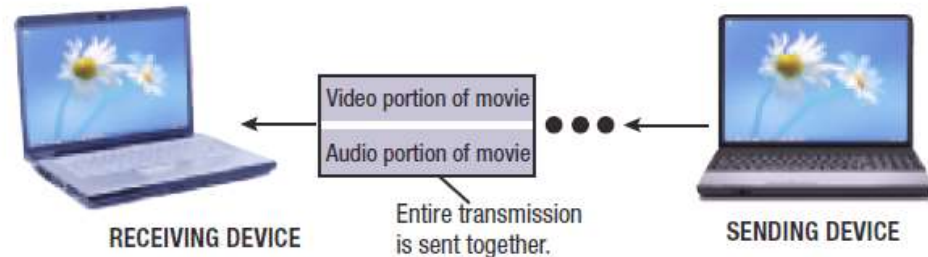 Video portion of movie
Audio portion of movie
Entire transmission
is sent together.
RECEIVING DEVICE
SENDING DEVICE